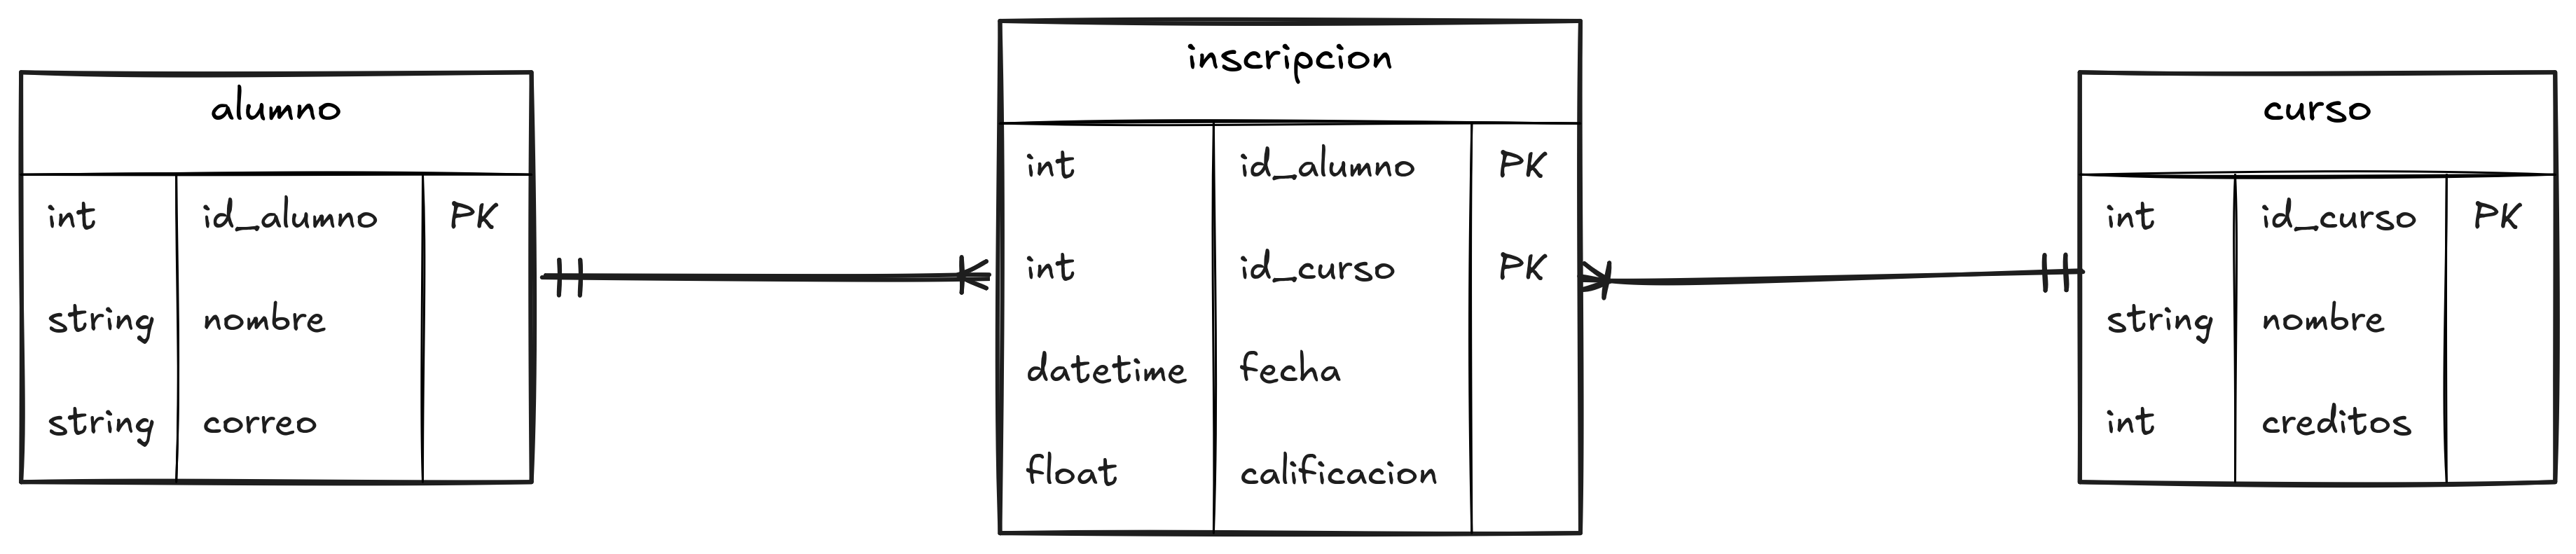 alumno
int id_alumno PK
string nombre
string correo
inscripcion
int id_alumno PK
int id_curso PK
datetime fecha
float calificacion
curso
int id_curso PK
string nombre
int creditos